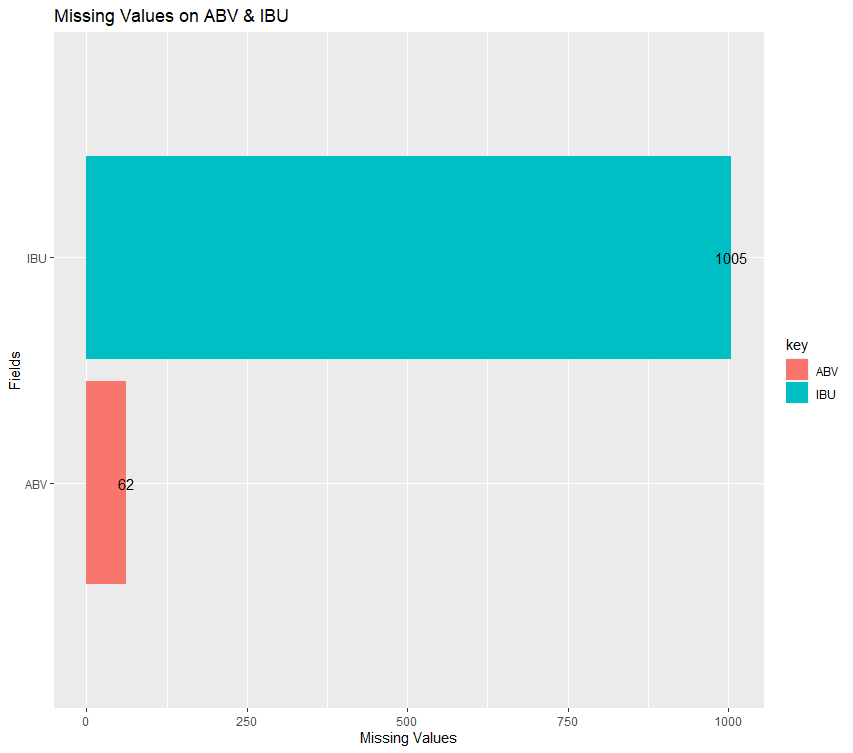 Missing Values on ABV & IBU
Fields
IBU
1005
ABV
62
0
250
500
750
1000
Missing Values
key
ABV
IBU